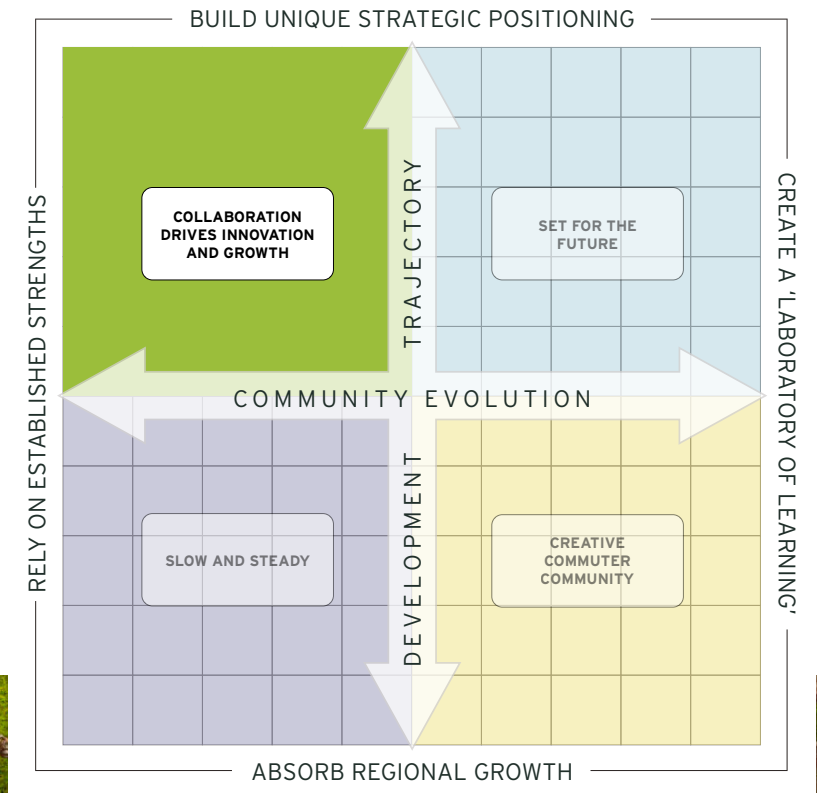 BUILD UNIQUE STRATEGIC POSITIONING
RELY ON ESTABLISHED STRENGTHS
COLLABORATION
DRIVES INNOVATION
AND GROWTH
TRAJECTORY
SET FOR THE
FUTURE
CREATE A 'LABORATORY OF LEARNING'
COMMUNITY EVOLUTION
SLOW AND STEADY
DEVELOPMENT
CREATIVE
COMMUTER
COMMUNITY
ABSORB REGIONAL GROWTH